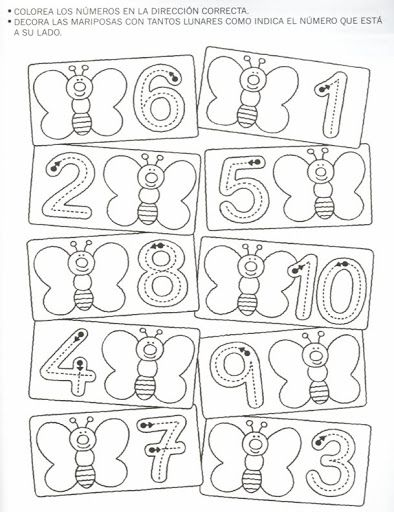 • COLOREA LOS NÚMEROS EN LA DIRECCIÓN CORRECTA.
• DECORA LAS MARIPOSAS CON TANTOS LUNARES COMO INDICA EL NÚMERO QUE ESTÁ
A SU LADO.
6 1
2 5
8 10
4 9
7 3